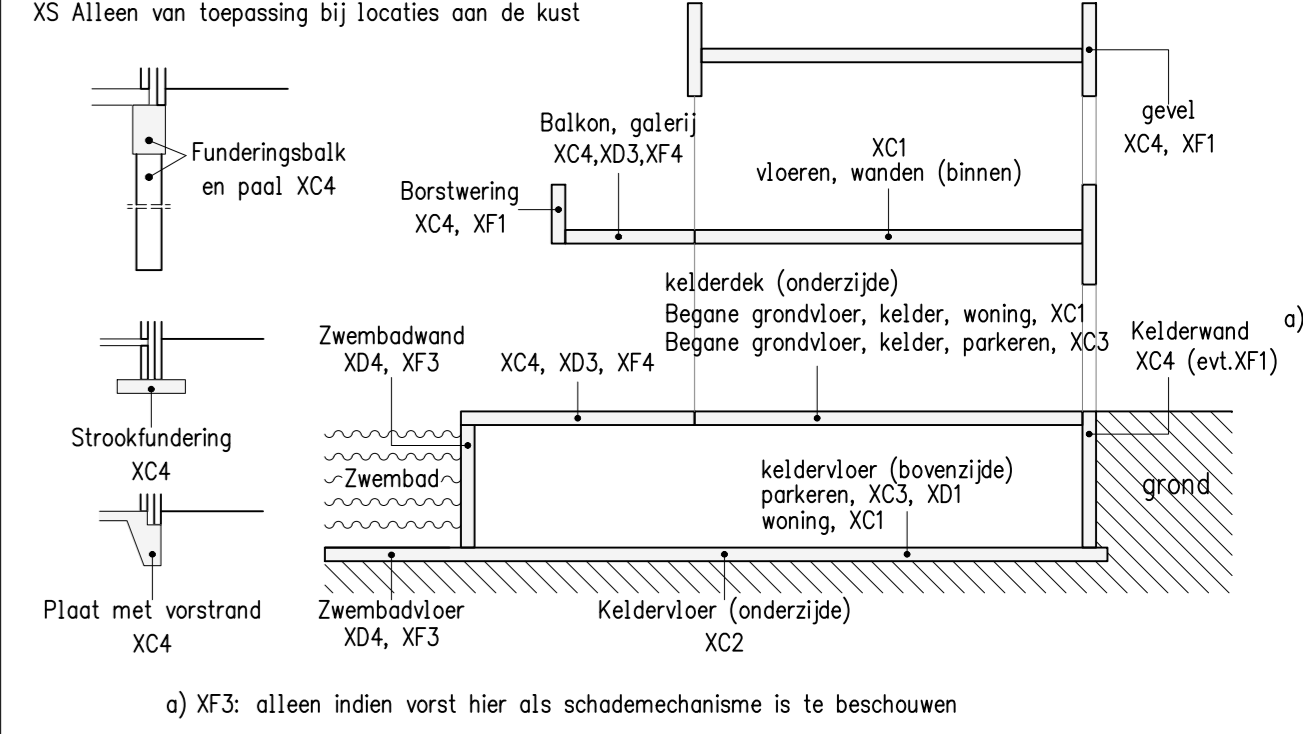 XS Alleen van toepassing bij locaties aan de kust
Funderingsbalk
en paal XC4
Strookfundering
XC4
Plaat met vorstrand
XC4
Balkon, galerij
XC4,XD3,XF4
Borstwering
XC4, XF1
XC1
vloeren, wanden (binnen)
gevel
XC4, XF1
kelderdek (onderzijde)
Begane grondvloer, kelder, woning, XC1
Begane grondvloer, kelder, parkeren, XC3
a)
Kelderwand
XC4 (evt.XF1)
Zwembadwand
XD4, XF3
XC4, XD3, XF4
Zwembad
keldervloer (bovenzijde)
parkeren, XC3, XD1
woning, XC1
grond
Zwembadvloer
XD4, XF3
Keldervloer (onderzijde)
XC2
a) XF3: alleen indien vorst hier als schademechanisme is te beschouwen